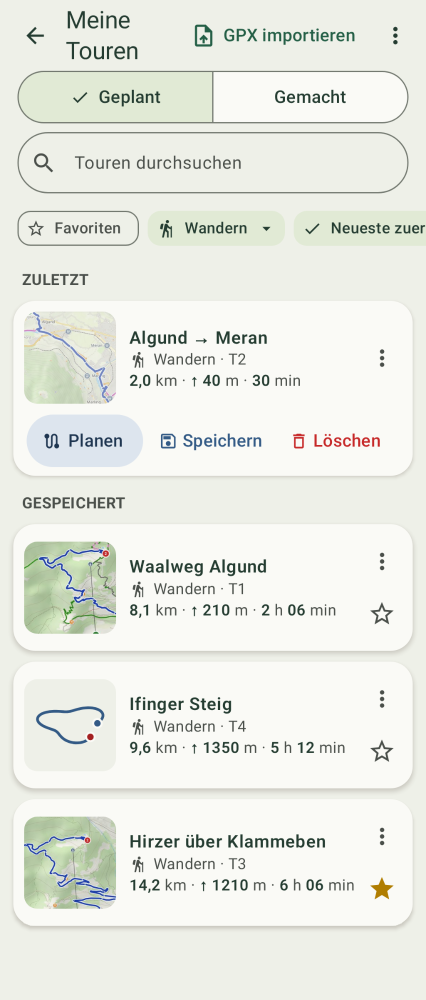 Meine
Touren
GPX importieren
Geplant
Gemacht
Touren durchsuchen
Favoriten
Wandern
Neueste zuer
ZULETZT
Algund → Meran
Wandern · T2
2,0 km · ↑ 40 m · 30 min
Planen
Speichern
Löschen
GESPEICHERT
Waalweg Algund
Wandern · T1
8,1 km · ↑ 210 m · 2 h 06 min
Ifinger Steig
Wandern · T4
9,6 km · ↑ 1350 m · 5 h 12 min
Hirzer über Klammeben
Wandern · T3
14,2 km · ↑ 1210 m · 6 h 06 min